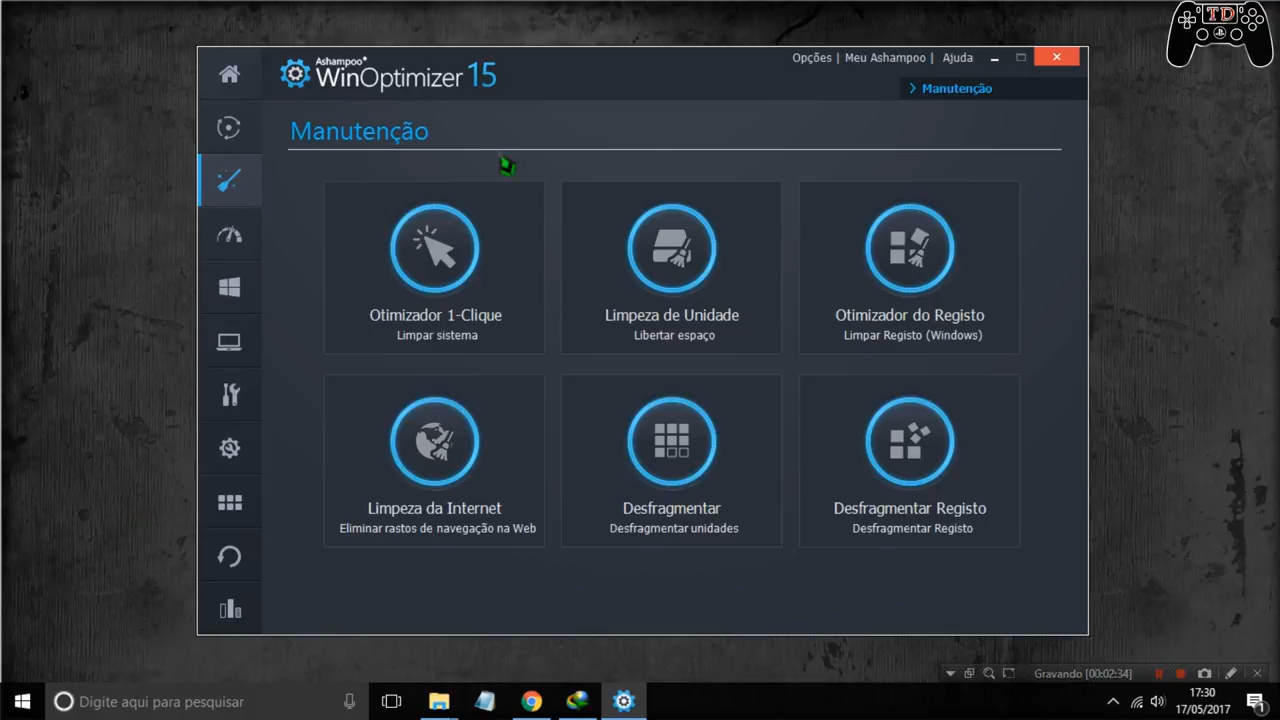 TD
Ashampoo®
WinOptimizer 15
Opções | Meu Ashampoo | Ajuda
Manutenção
Manutenção
Otimizador 1-Clique
Limpar sistema
Limpeza de Unidade
Libertar espaço
Otimizador do Registo
Limpar Registo (Windows)
Limpeza da Internet
Eliminar rastos de navegação na Web
Desfragmentar
Desfragmentar unidades
Desfragmentar Registo
Desfragmentar Registo
Gravando [00:02:34]
Digite aqui para pesquisar
17:30
17/05/2017
1